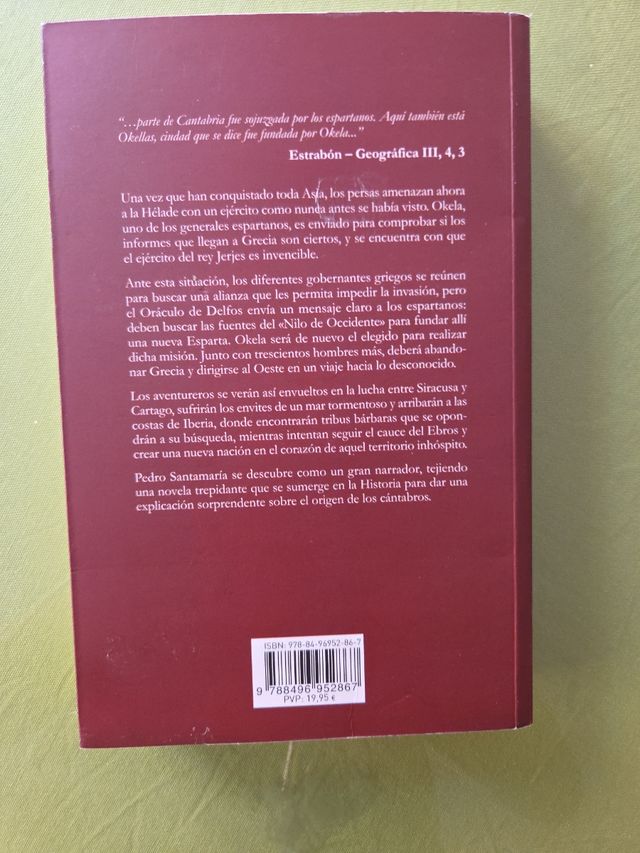 “…parte de Cantabria fue sojuzgada por los espartanos. Aquí también está
Okellas, ciudad que se dice fue fundada por Okela...”
Estrabón – Geográfica III, 4, 3
Una vez que han conquistado toda Asia, los persas amenazan ahora
a la Hélade con un ejército como nunca antes se había visto. Okela,
uno de los generales espartanos, es enviado para comprobar si los
informes que llegan a Grecia son ciertos, y se encuentra con que
el ejército del rey Jerjes es invencible.
Ante esta situación, los diferentes gobernantes griegos se reúnen
para buscar una alianza que les permita impedir la invasión, pero
el Oráculo de Delfos envía un mensaje claro a los espartanos:
deben buscar las fuentes del «Nilo de Occidente» para fundar allí
una nueva Esparta. Okela será de nuevo el elegido para realizar
dicha misión. Junto con trescientos hombres más, deberá abando-
nar Grecia y dirigirse al Oeste en un viaje hacia lo desconocido.
Los aventureros se verán así envueltos en la lucha entre Siracusa y
Cartago, sufrirán los envites de un mar tormentoso y arribarán a las
costas de Iberia, donde encontrarán tribus bárbaras que se opon-
drán a su búsqueda, mientras intentan seguir el cauce del Ebros y
crear una nueva nación en el corazón de aquel territorio inhóspito.
Pedro Santamaría se descubre como un gran narrador, tejiendo
una novela trepidante que se sumerge en la Historia para dar una
explicación sorprendente sobre el origen de los cántabros.
ISBN: 978-84-96952-86-7
9 788496 952867
PVP: 19,95 €